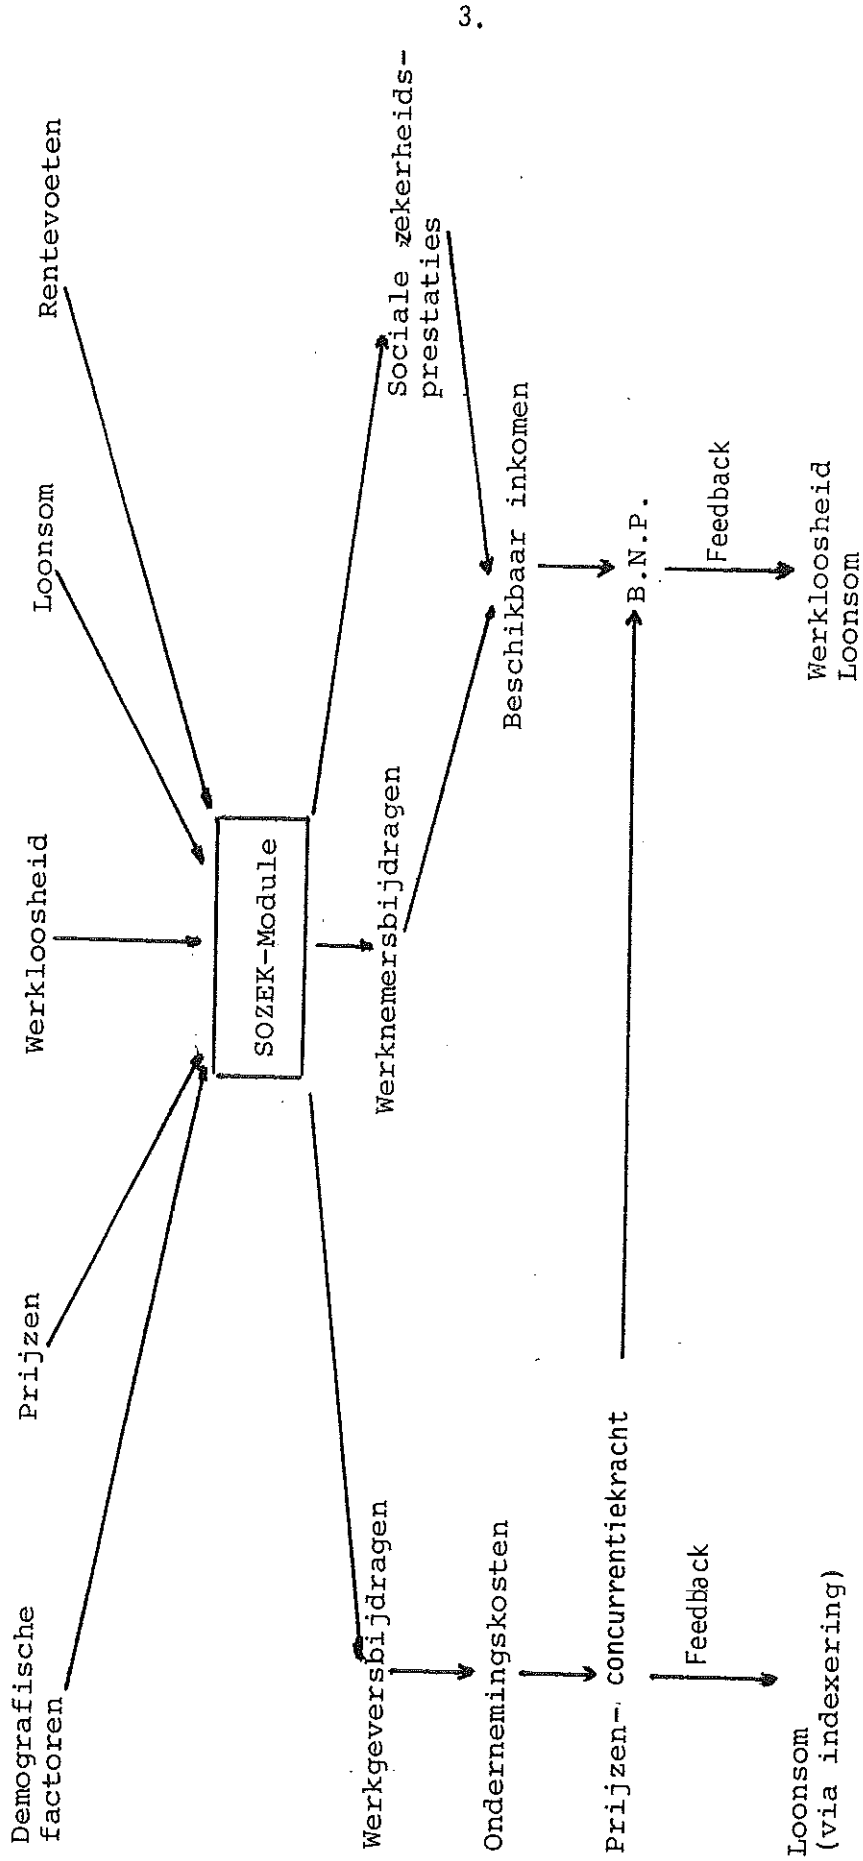 3.
Demografische
factoren
Prijzen
Werkloosheid
Loonsom
Rentevoeten
SOZEK-Module
Werkgeversbijdragen
Werknemersbijdragen
Sociale zekerheids-
prestaties
Ondernemingskosten
Beschikbaar inkomen
Prijzen- concurrentiekracht
B.N.P.
Feedback
Feedback
Loonsom
(via indexering)
Werkloosheid
Loonsom